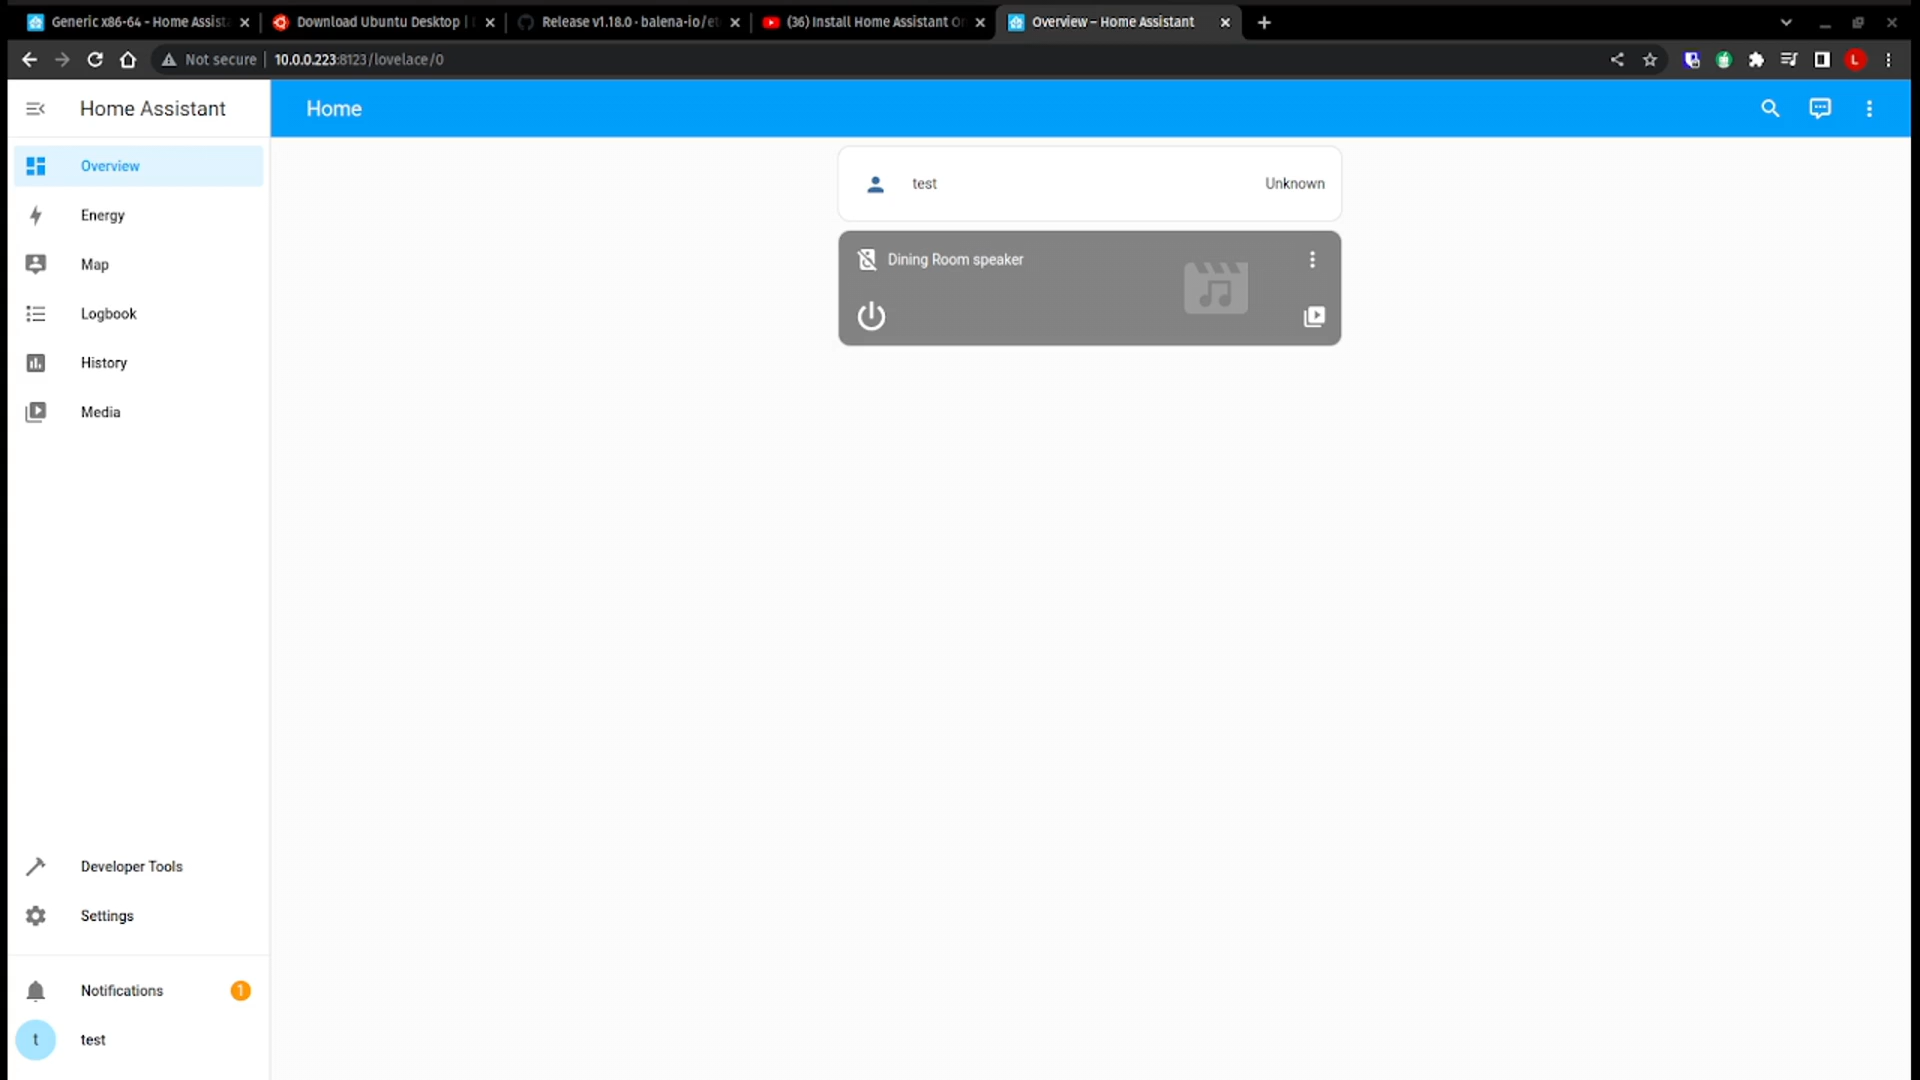 Generic x86-64 - Home Assist
Download Ubuntu Desktop |
Release v1.18.0 · balena-io/e
(36) Install Home Assistant O
Overview – Home Assistant
Not secure
10.0.0.223:8123/lovelace/0
L
Home Assistant
Home
Overview
Energy
Map
Logbook
History
Media
test
Unknown
Dining Room speaker
Developer Tools
Settings
Notifications
1
t
test